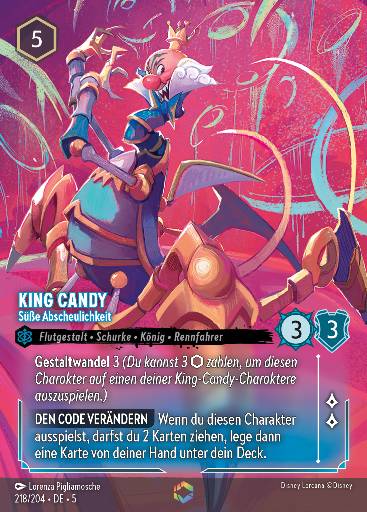 5
KING CANDY
Süße Abscheulichkeit
Flutgestalt • Schurke • König • Rennfahrer
3 3
Gestaltwandel 3 (Du kannst 3 zahlen, um diesen
Charakter auf einen deiner King-Candy-Charaktere
auszuspielen.)
DEN CODE VERÄNDERN Wenn du diesen Charakter
ausspielst, darfst du 2 Karten ziehen, lege dann
eine Karte von deiner Hand unter dein Deck.
Lorenza Pigliamosche
218/204 • DE • 5
Disney Lorcana ©Disney